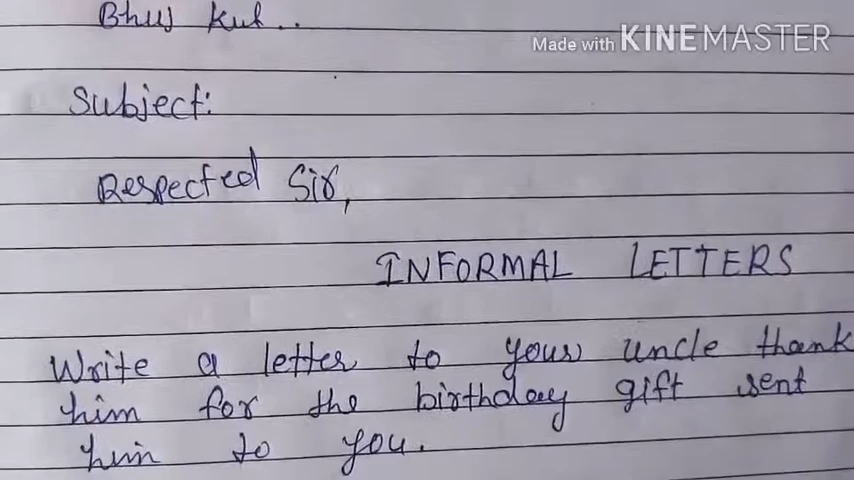 Bhuj Kut..
Made with KINEMASTER
Subject:
Respected Sir,
INFORMAL LETTERS
Write a letter to your uncle thank
him for the birthday gift sent
him to you.